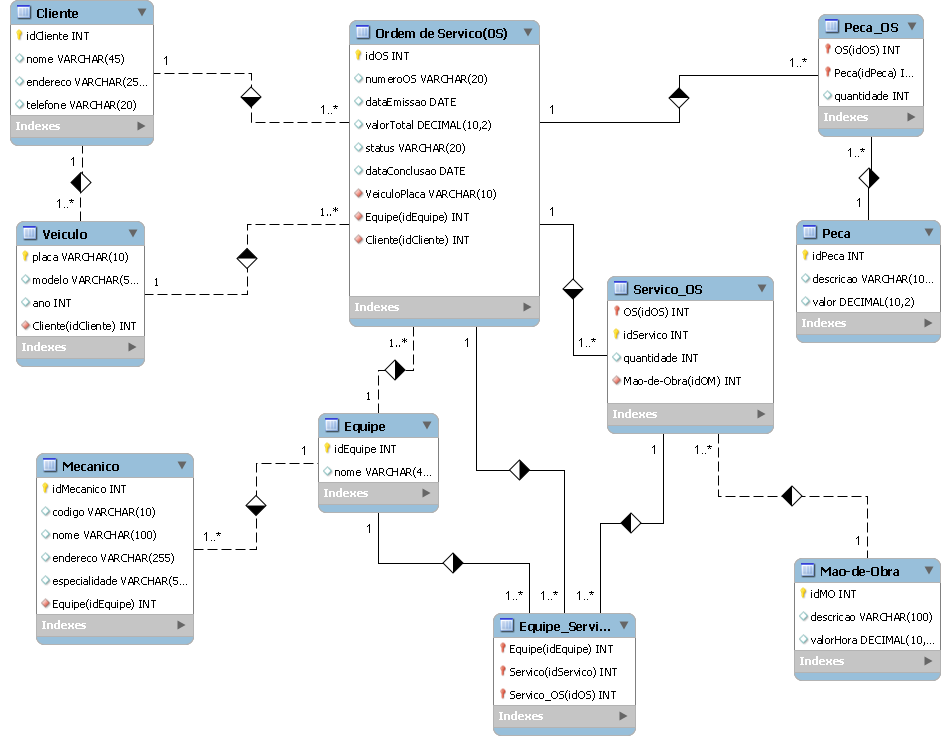 Cliente
idCliente INT
nome VARCHAR(45)
endereco VARCHAR(25...
telefone VARCHAR(20)
Indexes
1
1..*
1
1..*
Ordem de Servico(OS)
idOS INT
numeroOS VARCHAR(20)
dataEmissao DATE
valorTotal DECIMAL(10,2)
status VARCHAR(20)
dataConclusao DATE
VeiculoPlaca VARCHAR(10)
Equipe(idEquipe) INT
Cliente(idCliente) INT
Indexes
1
1..*
Peca_OS
OS(idOS) INT
Peca(idPeca) I...
quantidade INT
Indexes
1..*
1
Peca
idPeca INT
descricao VARCHAR(10...
valor DECIMAL(10,2)
Indexes
Veiculo
placa VARCHAR(10)
modelo VARCHAR(5...
ano INT
Cliente(idCliente) INT
Indexes
1
1..*
1
1..*
Servico_OS
OS(idOS) INT
idServico INT
quantidade INT
Mao-de-Obra(idOM) INT
Indexes
1..*
1
1
Equipe
idEquipe INT
nome VARCHAR(4...
Indexes
1
1..*
Mecanico
idMecanico INT
codigo VARCHAR(10)
nome VARCHAR(100)
endereco VARCHAR(255)
especialidade VARCHAR(5...
Equipe(idEquipe) INT
Indexes
1
1
1..*
1
Mao-de-Obra
idMO INT
descricao VARCHAR(100)
valorHora DECIMAL(10,...
Indexes
1..*
1..*
1..*
Equipe_Servi...
Equipe(idEquipe) INT
Servico(idServico) INT
Servico_OS(idOS) INT
Indexes